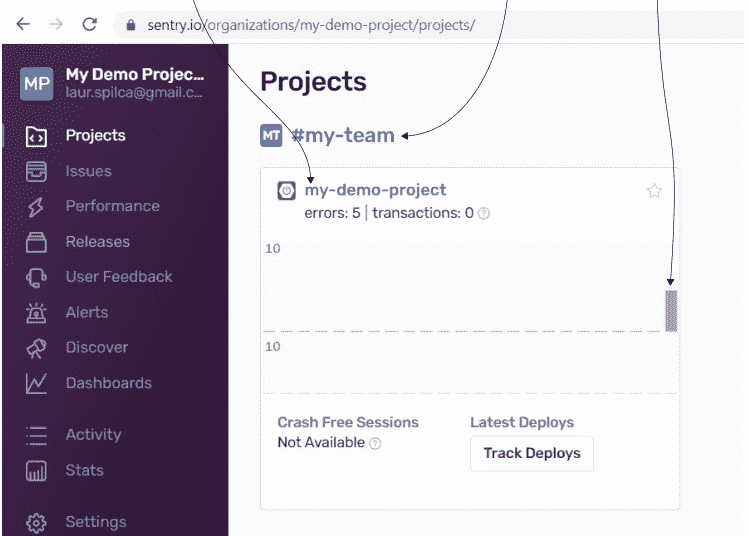 sentry.io/organizations/my-demo-project/projects/
MP
My Demo Projec...
laur.spilca@gmail.c...
Projects
Issues
Performance
Releases
User Feedback
Alerts
Discover
Dashboards
Activity
Stats
Settings
Projects
MT
#my-team
my-demo-project
errors: 5 | transactions: 0 ?
10
10
Crash Free Sessions
Not Available ?
Latest Deploys
Track Deploys